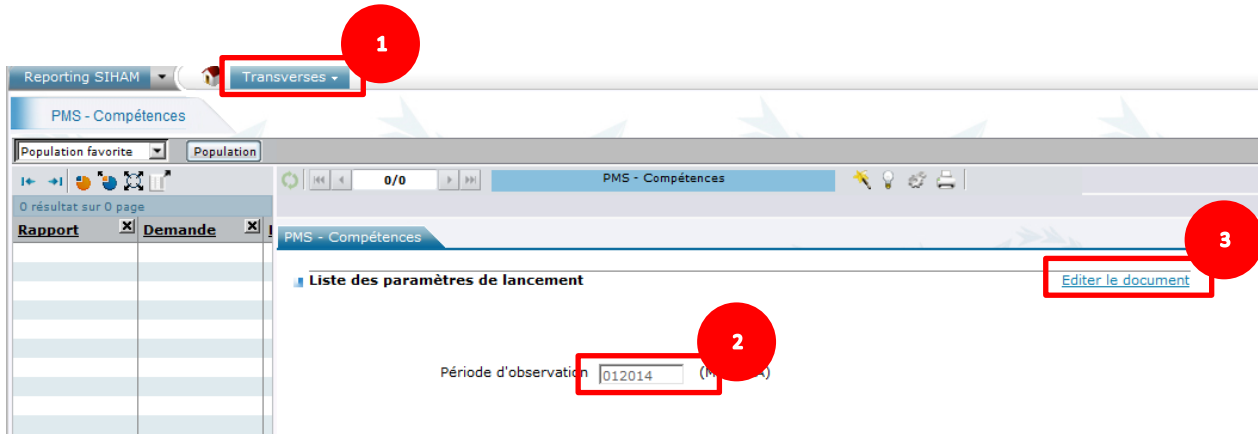 1
Reporting SIHAM Transverses
PMS - Compétences
Population favorite Population
0/0 PMS - Compétences
0 résultat sur 0 page
Rapport Demande
PMS - Compétences
3
Liste des paramètres de lancement Editer le document
2
Période d'observation 012014